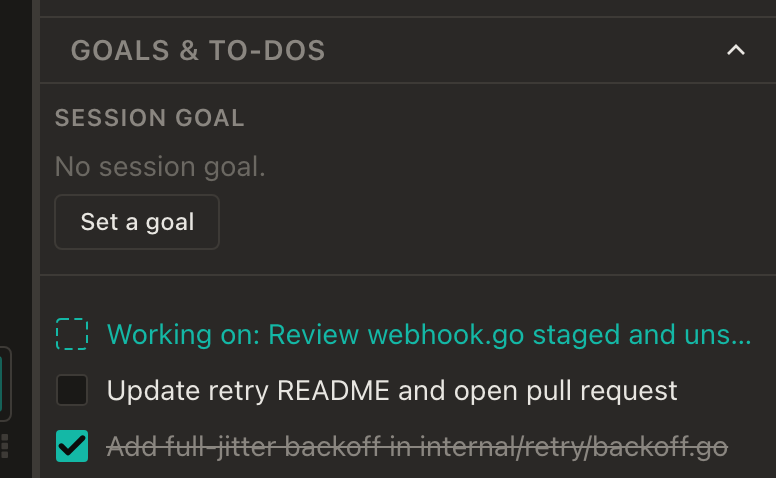 GOALS & TO-DOS
SESSION GOAL
No session goal.
Set a goal
Working on: Review webhook.go staged and uns...
Update retry README and open pull request
Add full-jitter backoff in internal/retry/backoff.go